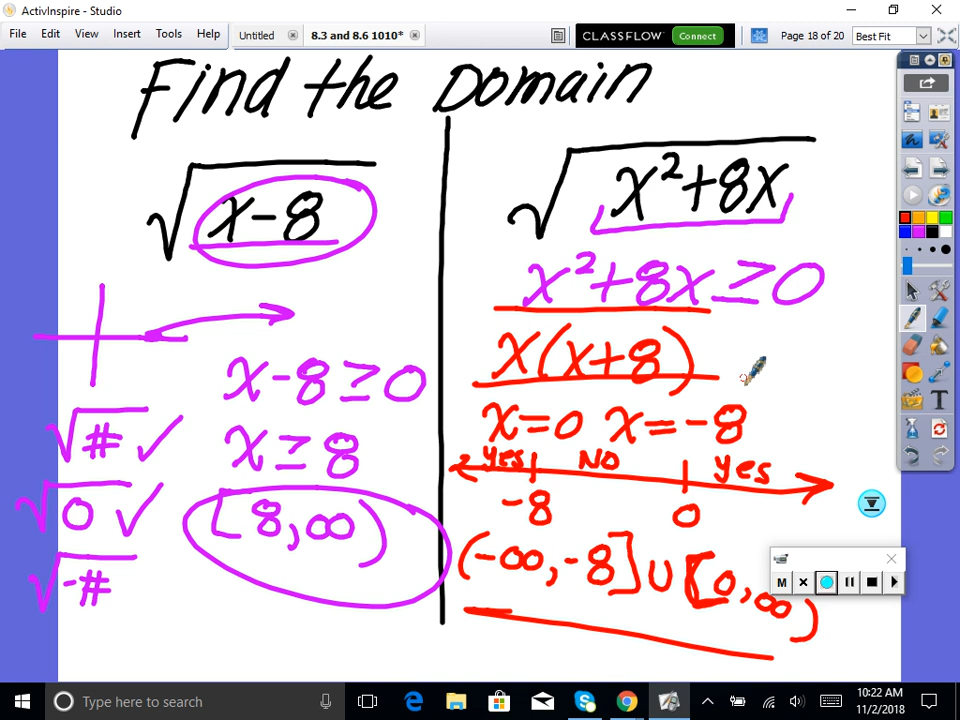 ActivInspire - Studio
File Edit View Insert Tools Help Untitled 8.3 and 8.6 1010* CLASSFLOW Connect Page 18 of 20 Best Fit
Find the Domain
√x-8
x-8≥0
x≥8
[8,∞)
√# ✓
√0 ✓
√-#
√x²+8x
x²+8x≥0
x(x+8)
x=0 x=-8
yes NO yes
-8 0
(-∞,-8]∪[0,∞)
T
M
Type here to search
10:22 AM
11/2/2018